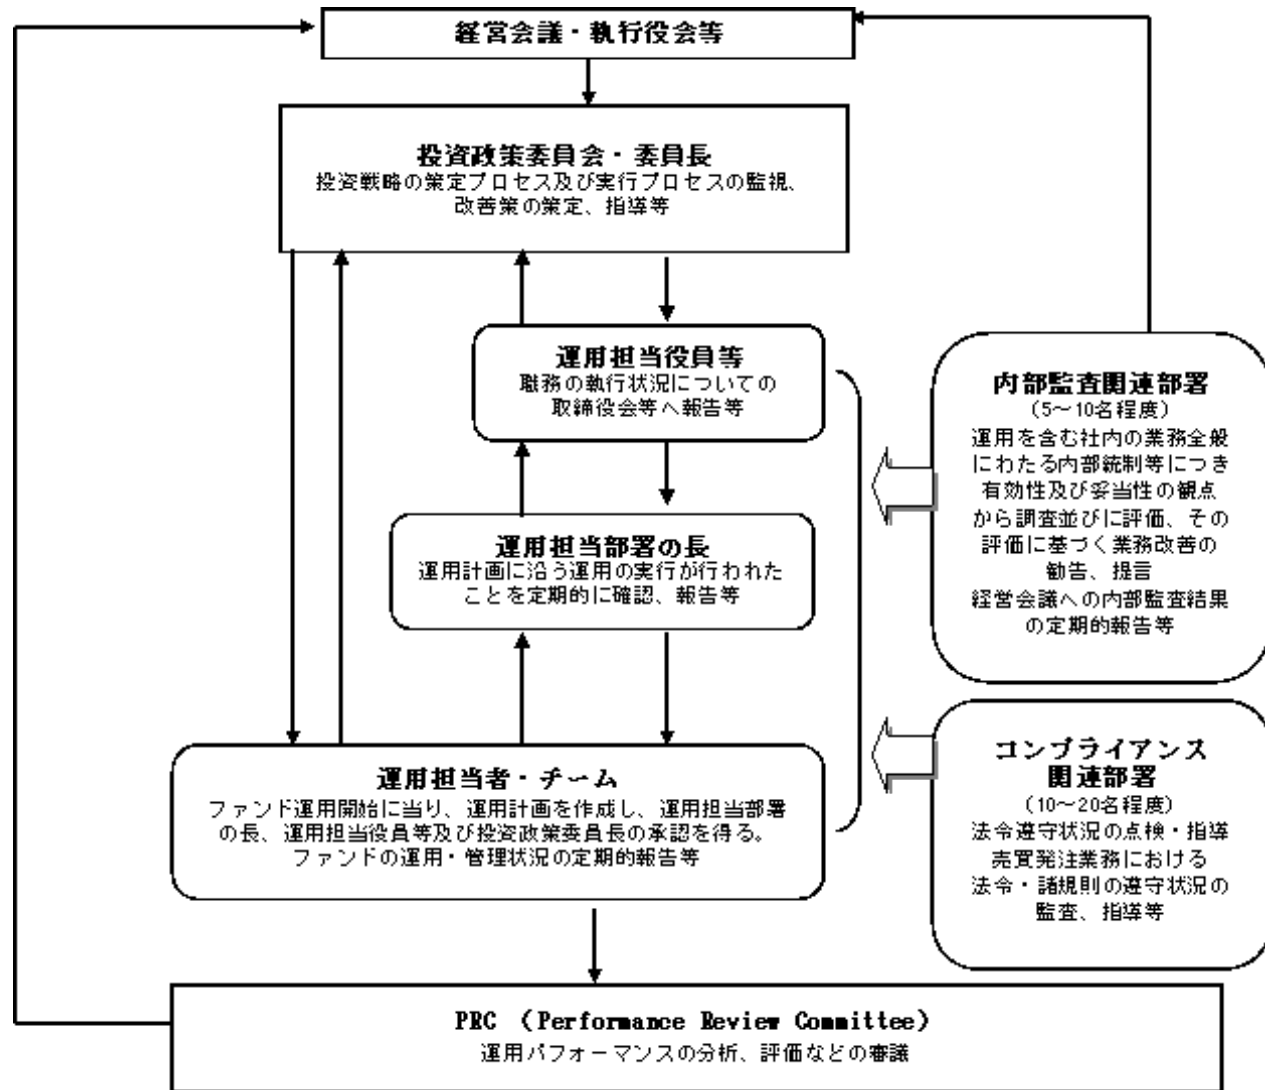 経営会議・執行役会等
投資政策委員会・委員長
投資戦略の策定プロセス及び実行プロセスの監視、
改善策の策定、指導等
運用担当役員等
職務の執行状況についての
取締役会等へ報告等
運用担当部署の長
運用計画に沿う運用の実行が行われた
ことを定期的に確認、報告等
運用担当者・チーム
ファンド運用開始に当り、運用計画を作成し、運用担当部署
の長、運用担当役員等及び投資政策委員長の承認を得る。
ファンドの運用・管理状況の定期的報告等
内部監査関連部署
（5〜10名程度）
運用を含む社内の業務全般
にわたる内部統制等につき
有効性及び妥当性の観点
から調査並びに評価、その
評価に基づく業務改善の
勧告、提言
経営会議への内部監査結果
の定期的報告等
コンプライアンス
関連部署
（10〜20名程度）
法令遵守状況の点検・指導
売買発注業務における
法令・諸規則の遵守状況の
監査、指導等
PRC （Performance Review Committee）
運用パフォーマンスの分析、評価などの審議